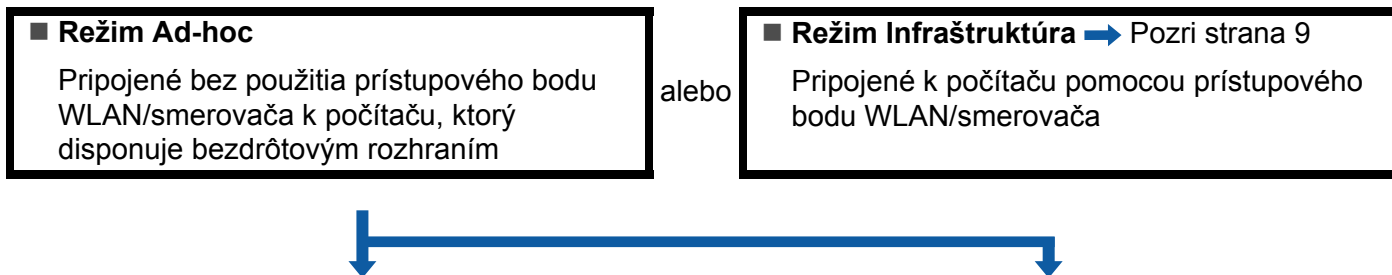 ■ Režim Ad-hoc
Pripojené bez použitia prístupového bodu
WLAN/smerovača k počítaču, ktorý
disponuje bezdrôtovým rozhraním
alebo
■ Režim Infraštruktúra ➡ Pozri strana 9
Pripojené k počítaču pomocou prístupového
bodu WLAN/smerovača